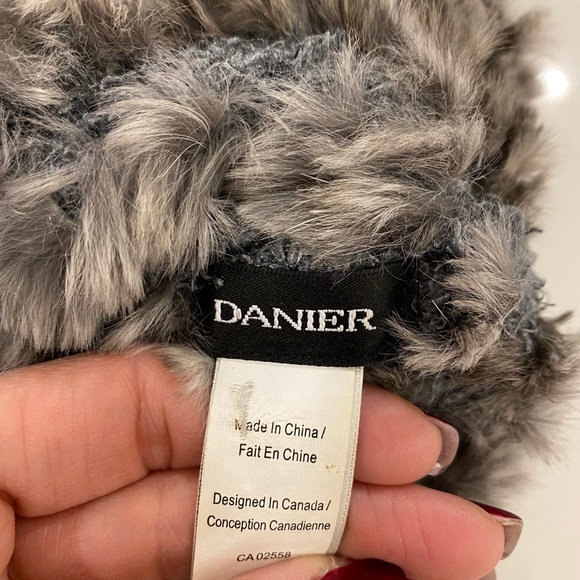 DANIER
Made In China /
Fait En Chine
Designed In Canada /
Conception Canadienne
CA 02558